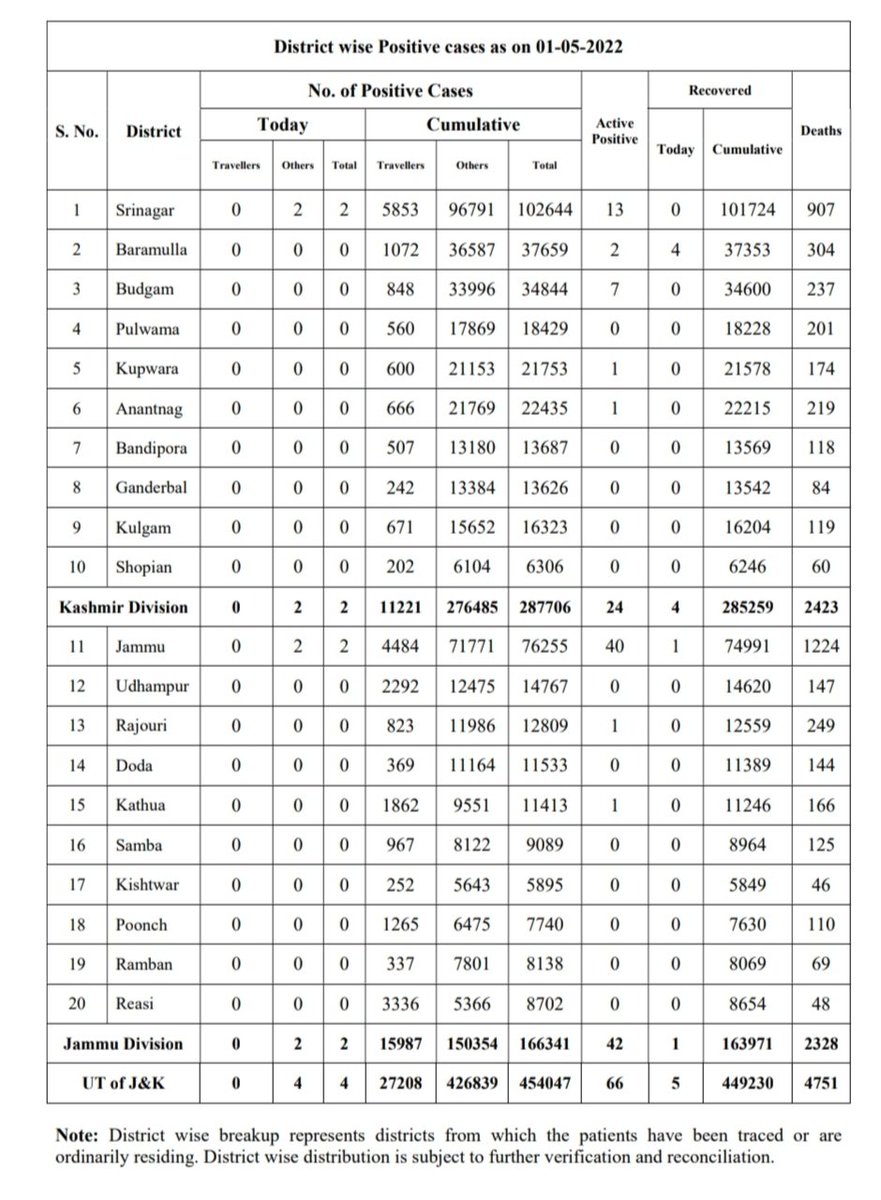 District wise Positive cases as on 01-05-2022
S. No. District No. of Positive Cases Active Positive Recovered Deaths
Today Cumulative Today Cumulative
Travellers Others Total Travellers Others Total
1 Srinagar 0 2 2 5853 96791 102644 13 0 101724 907
2 Baramulla 0 0 0 1072 36587 37659 2 4 37353 304
3 Budgam 0 0 0 848 33996 34844 7 0 34600 237
4 Pulwama 0 0 0 560 17869 18429 0 0 18228 201
5 Kupwara 0 0 0 600 21153 21753 1 0 21578 174
6 Anantnag 0 0 0 666 21769 22435 1 0 22215 219
7 Bandipora 0 0 0 507 13180 13687 0 0 13569 118
8 Ganderbal 0 0 0 242 13384 13626 0 0 13542 84
9 Kulgam 0 0 0 671 15652 16323 0 0 16204 119
10 Shopian 0 0 0 202 6104 6306 0 0 6246 60
Kashmir Division 0 2 2 11221 276485 287706 24 4 285259 2423
11 Jammu 0 2 2 4484 71771 76255 40 1 74991 1224
12 Udhampur 0 0 0 2292 12475 14767 0 0 14620 147
13 Rajouri 0 0 0 823 11986 12809 1 0 12559 249
14 Doda 0 0 0 369 11164 11533 0 0 11389 144
15 Kathua 0 0 0 1862 9551 11413 1 0 11246 166
16 Samba 0 0 0 967 8122 9089 0 0 8964 125
17 Kishtwar 0 0 0 252 5643 5895 0 0 5849 46
18 Poonch 0 0 0 1265 6475 7740 0 0 7630 110
19 Ramban 0 0 0 337 7801 8138 0 0 8069 69
20 Reasi 0 0 0 3336 5366 8702 0 0 8654 48
Jammu Division 0 2 2 15987 150354 166341 42 1 163971 2328
UT of J&K 0 4 4 27208 426839 454047 66 5 449230 4751
Note: District wise breakup represents districts from which the patients have been traced or are
ordinarily residing. District wise distribution is subject to further verification and reconciliation.